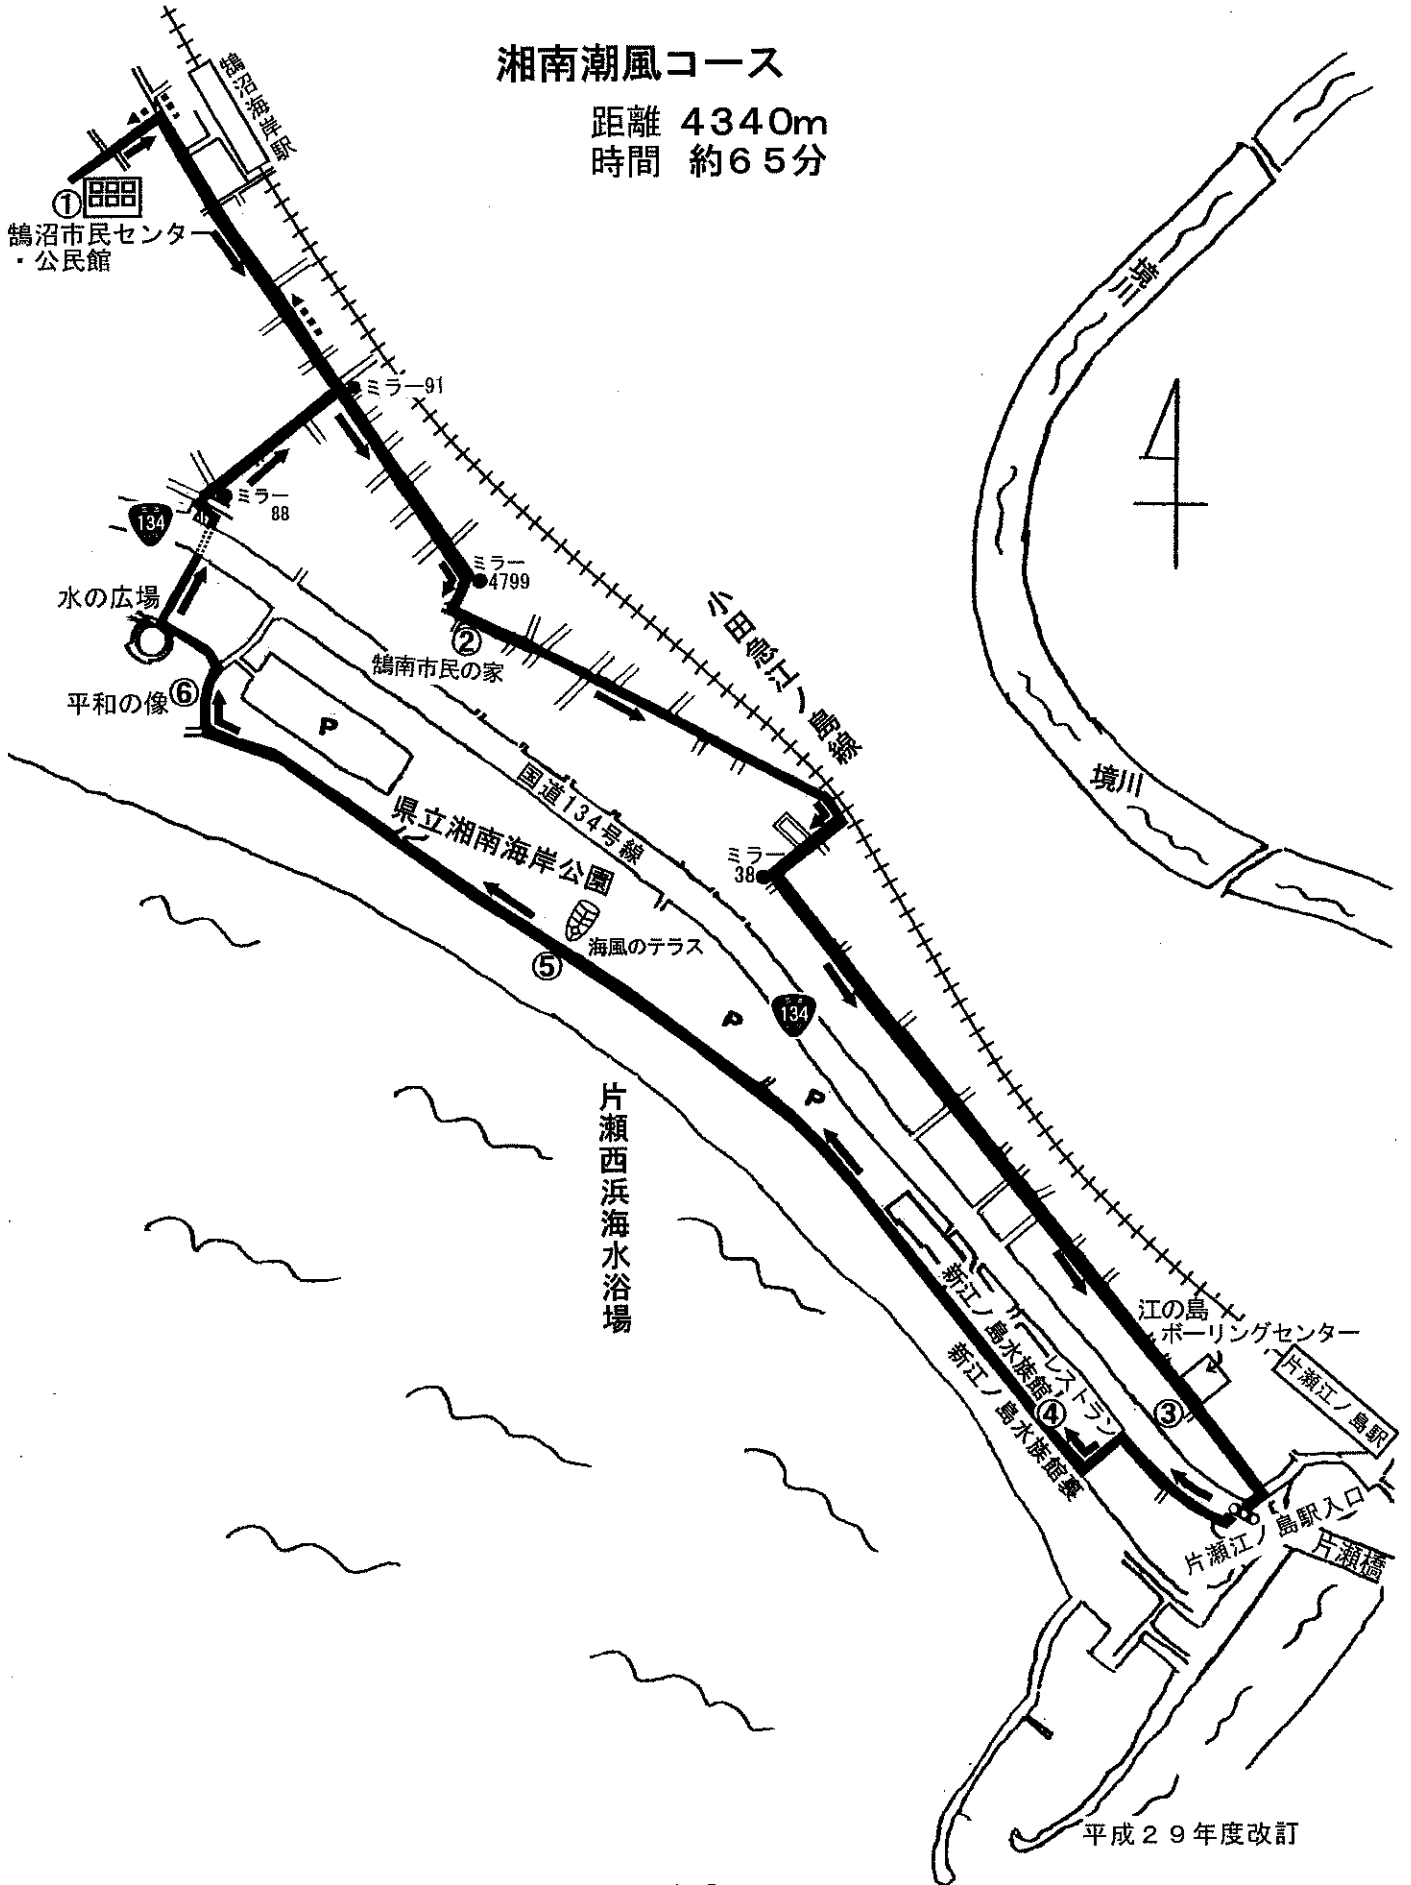 湘南潮風コース
距離 4340m
時間 約65分
鵠沼海岸駅
①
鵠沼市民センター
・公民館
ミラー91
ミラー
88
134
ミラー
4799
水の広場
②
鵠南市民の家
⑥
平和の像
P
小田急江ノ島線
境川
境川
国道134号線
県立湘南海岸公園
ミラー
38
海風のテラス
⑤
P
134
P
片瀬西浜海水浴場
新江ノ島水族館
新江ノ島水族館裏
レストラン
④
③
江の島
ボーリングセンター
片瀬江ノ島駅
片瀬江ノ島駅入口
片瀬橋
平成29年度改訂